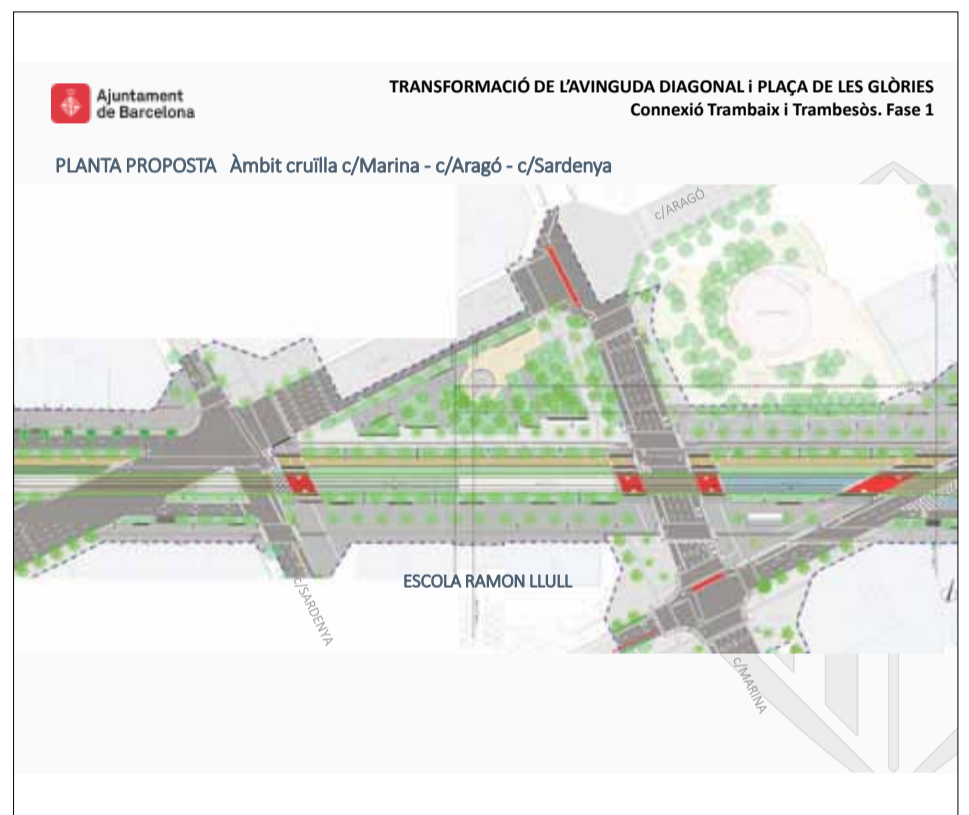 Ajuntament
de Barcelona
TRANSFORMACIÓ DE L'AVINGUDA DIAGONAL i PLAÇA DE LES GLÒRIES
Connexió Trambaix i Trambesòs. Fase 1
PLANTA PROPOSTA Àmbit cruïlla c/Marina - c/Aragó - c/Sardenya
c/ARAGÓ
ESCOLA RAMON LLULL
c/SARDENYA
c/MARINA